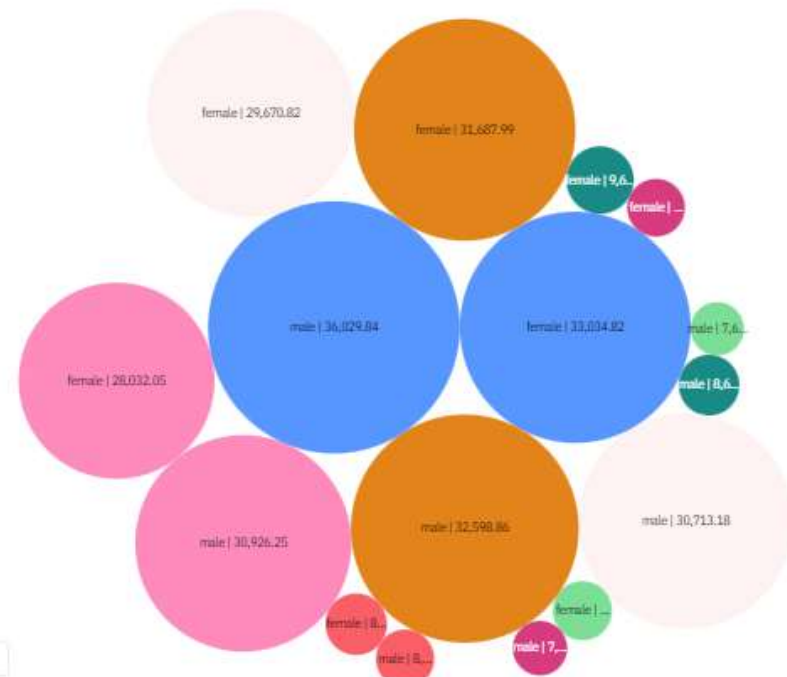 female | 29,670.82
female | 31,687.99
female | 9,6...
female | ...
male | 36,029.84
female | 33,034.82
male | 7,6...
female | 28,032.05
male | 8,6...
male | 30,713.18
male | 32,598.86
male | 30,926.25
female | ...
female | 8...
male | 7,...
male | 8,...